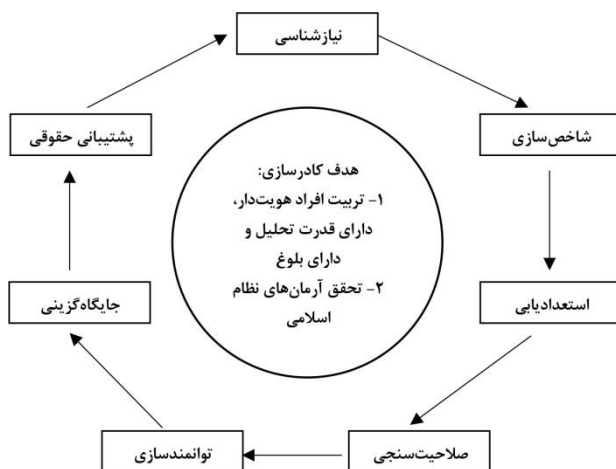 نیازشناسی
شاخص‌سازی
استعدادیابی
صلاحیت‌سنجی
توانمندسازی
جایگاه‌گزینی
پشتیبانی حقوقی
هدف کادرسازی:
۱- تربیت افراد هویت‌دار،
دارای قدرت تحلیل و
دارای بلوغ
۲- تحقق آرمان‌های نظام
اسلامی